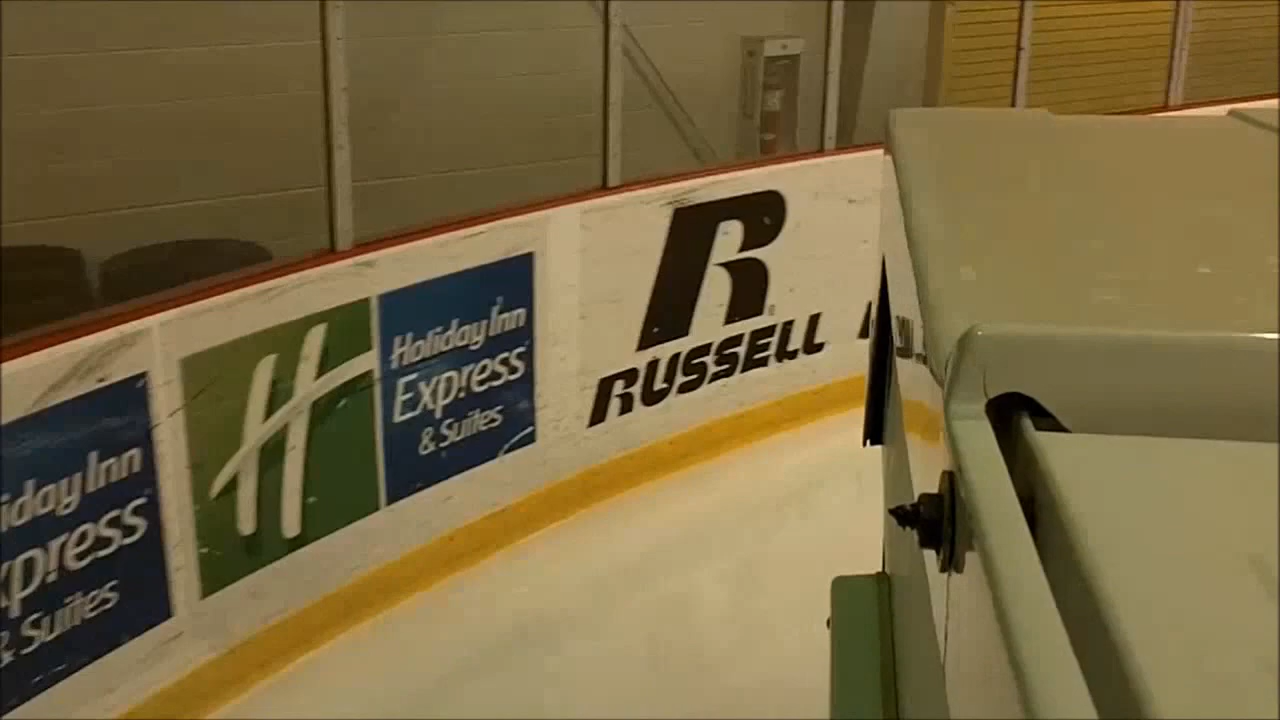 iday Inn
xpress
& Suites
H
Holiday Inn
Express
& Suites
R
RUSSELL